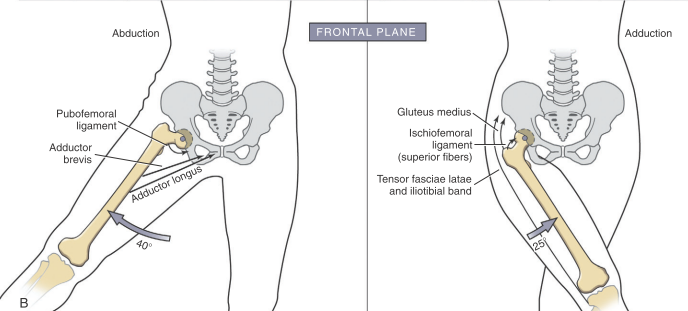 FRONTAL PLANE
Abduction
Pubofemoral
ligament
Adductor
brevis
Adductor longus
40°
B
Adduction
Gluteus medius
Ischiofemoral
ligament
(superior fibers)
Tensor fasciae latae
and iliotibial band
25°